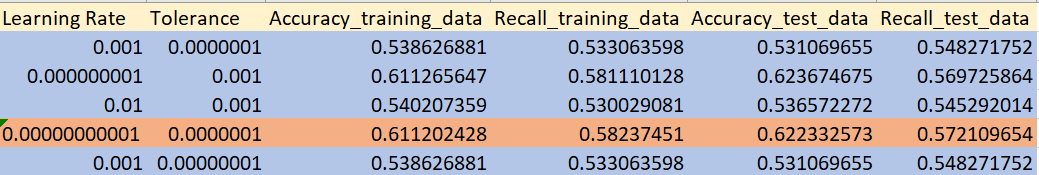 Learning Rate Tolerance Accuracy_training_data Recall_training_data Accuracy_test_data Recall_test_data
0.001 0.0000001 0.538626881 0.533063598 0.531069655 0.548271752
0.000000001 0.001 0.611265647 0.581110128 0.623674675 0.569725864
0.01 0.001 0.540207359 0.530029081 0.536572272 0.545292014
0.00000000001 0.0000001 0.611202428 0.58237451 0.622332573 0.572109654
0.001 0.00000001 0.538626881 0.533063598 0.531069655 0.548271752